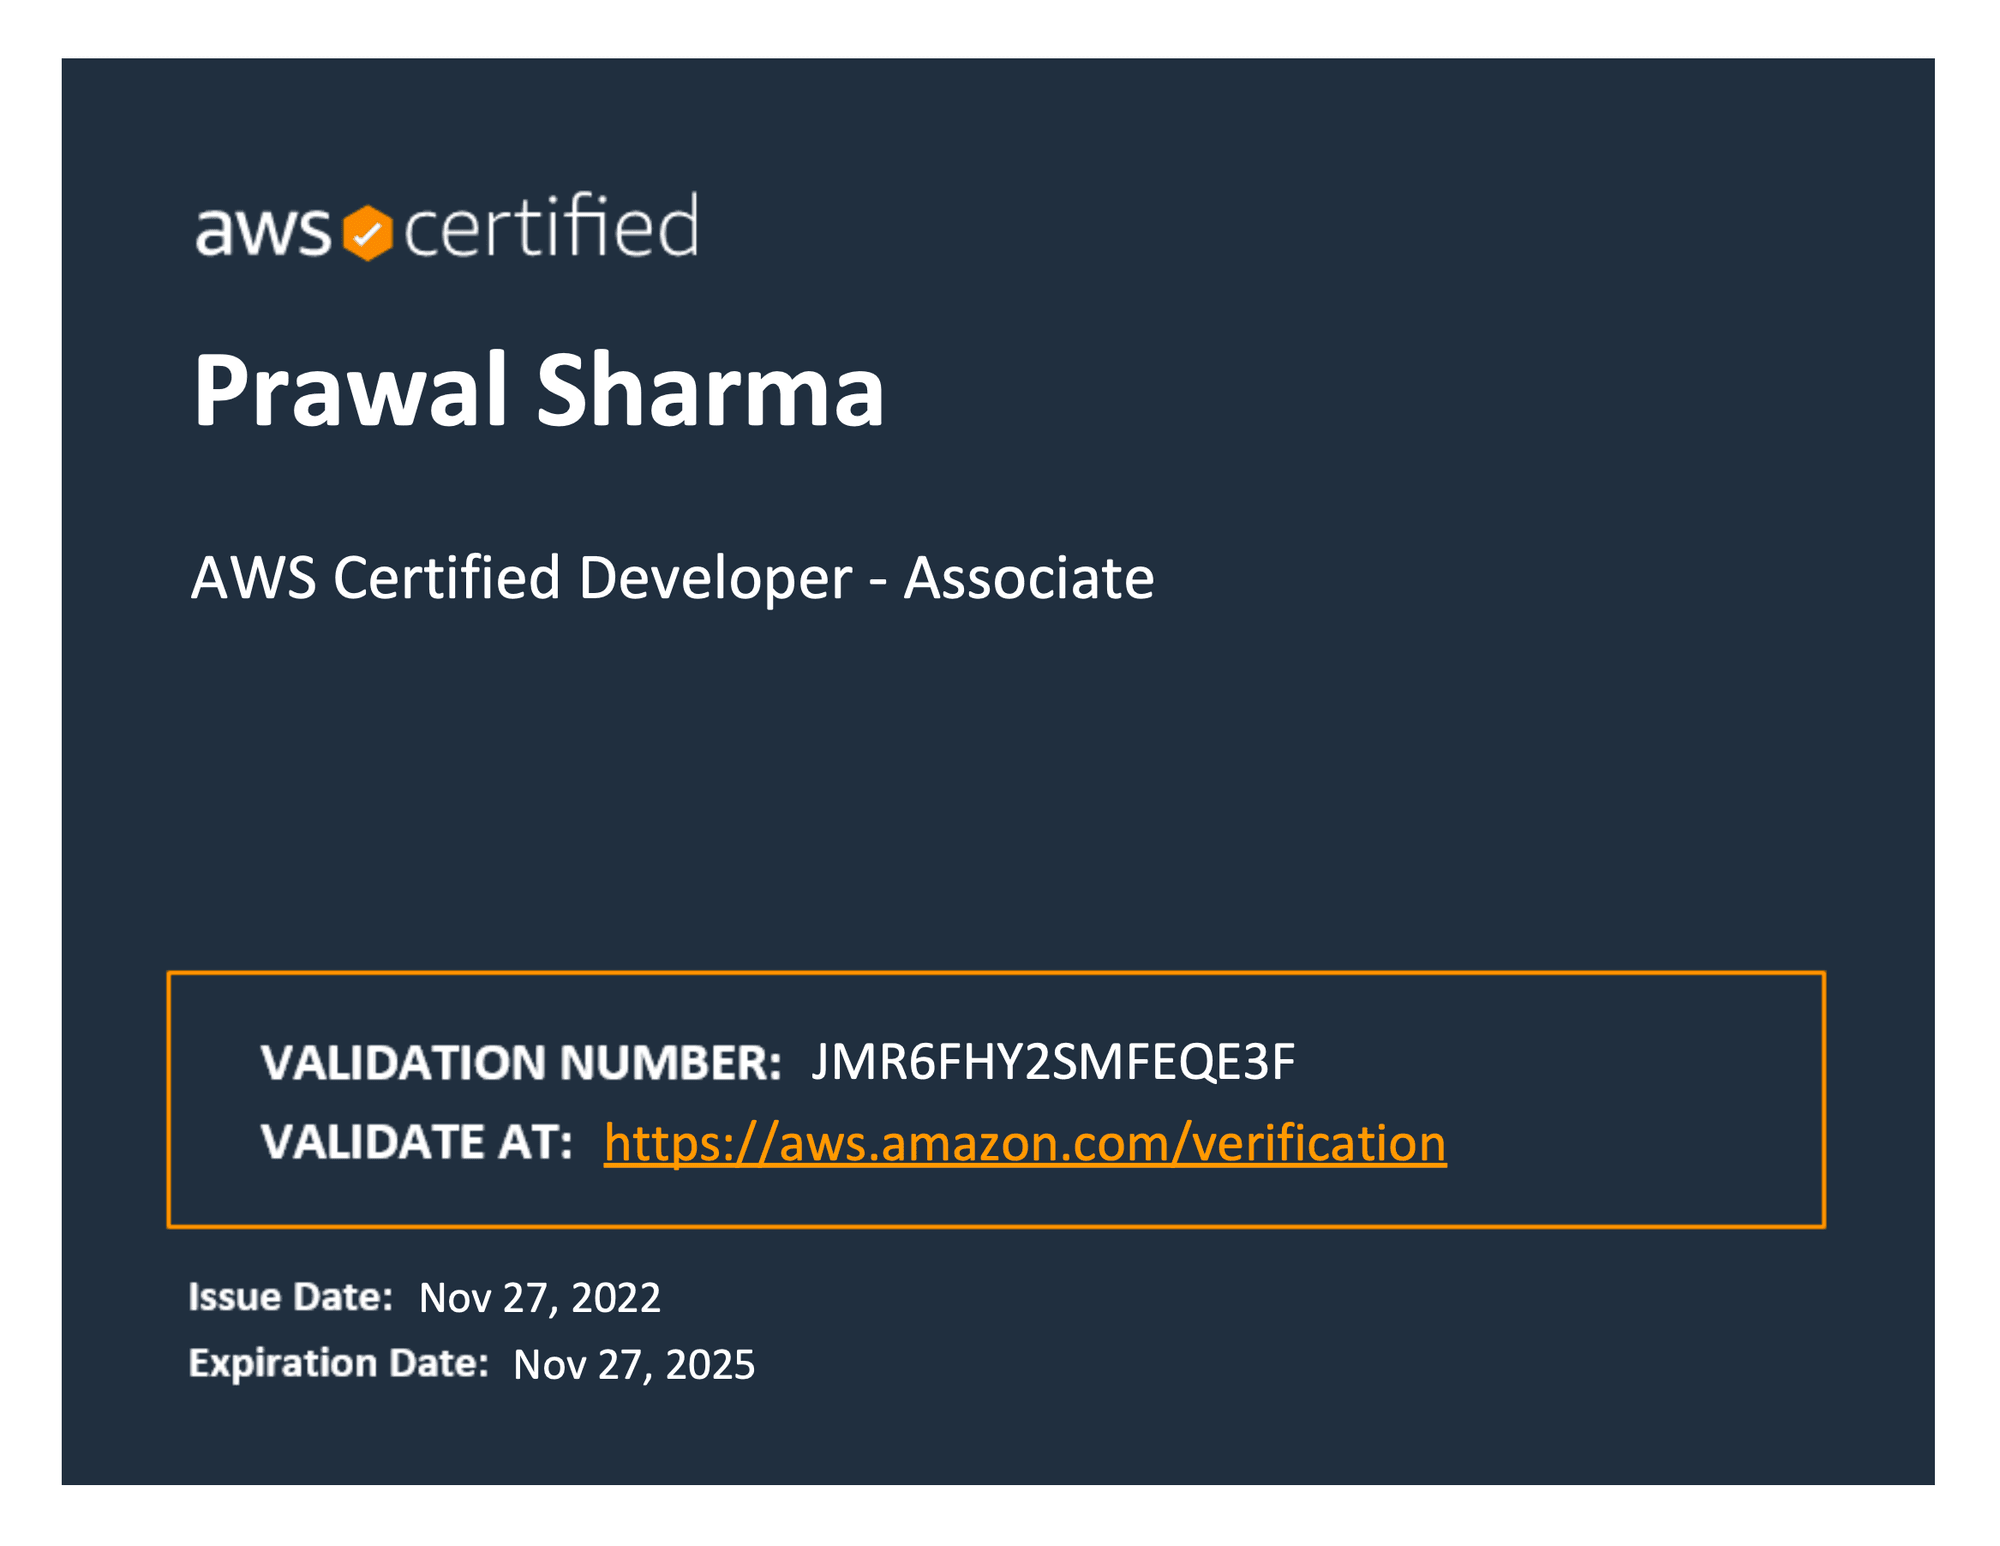 aws certified
Prawal Sharma
AWS Certified Developer - Associate
VALIDATION NUMBER: JMR6FHY2SMFEQE3F
VALIDATE AT: https://aws.amazon.com/verification
Issue Date: Nov 27, 2022
Expiration Date: Nov 27, 2025